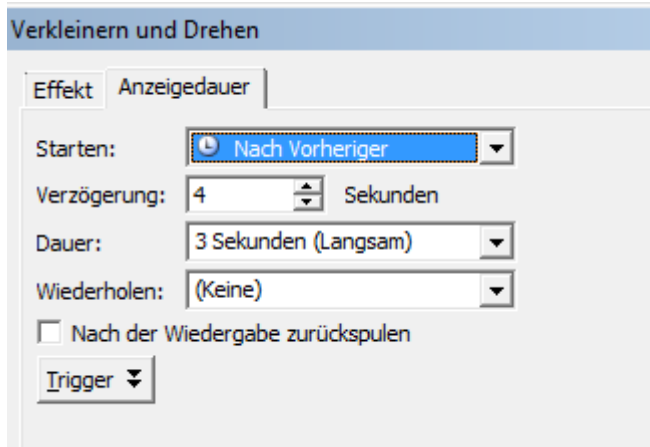 Verkleinern und Drehen
Effekt Anzeigedauer
Starten: Nach Vorheriger
Verzögerung: 4 Sekunden
Dauer: 3 Sekunden (Langsam)
Wiederholen: (Keine)
Nach der Wiedergabe zurückspulen
Trigger